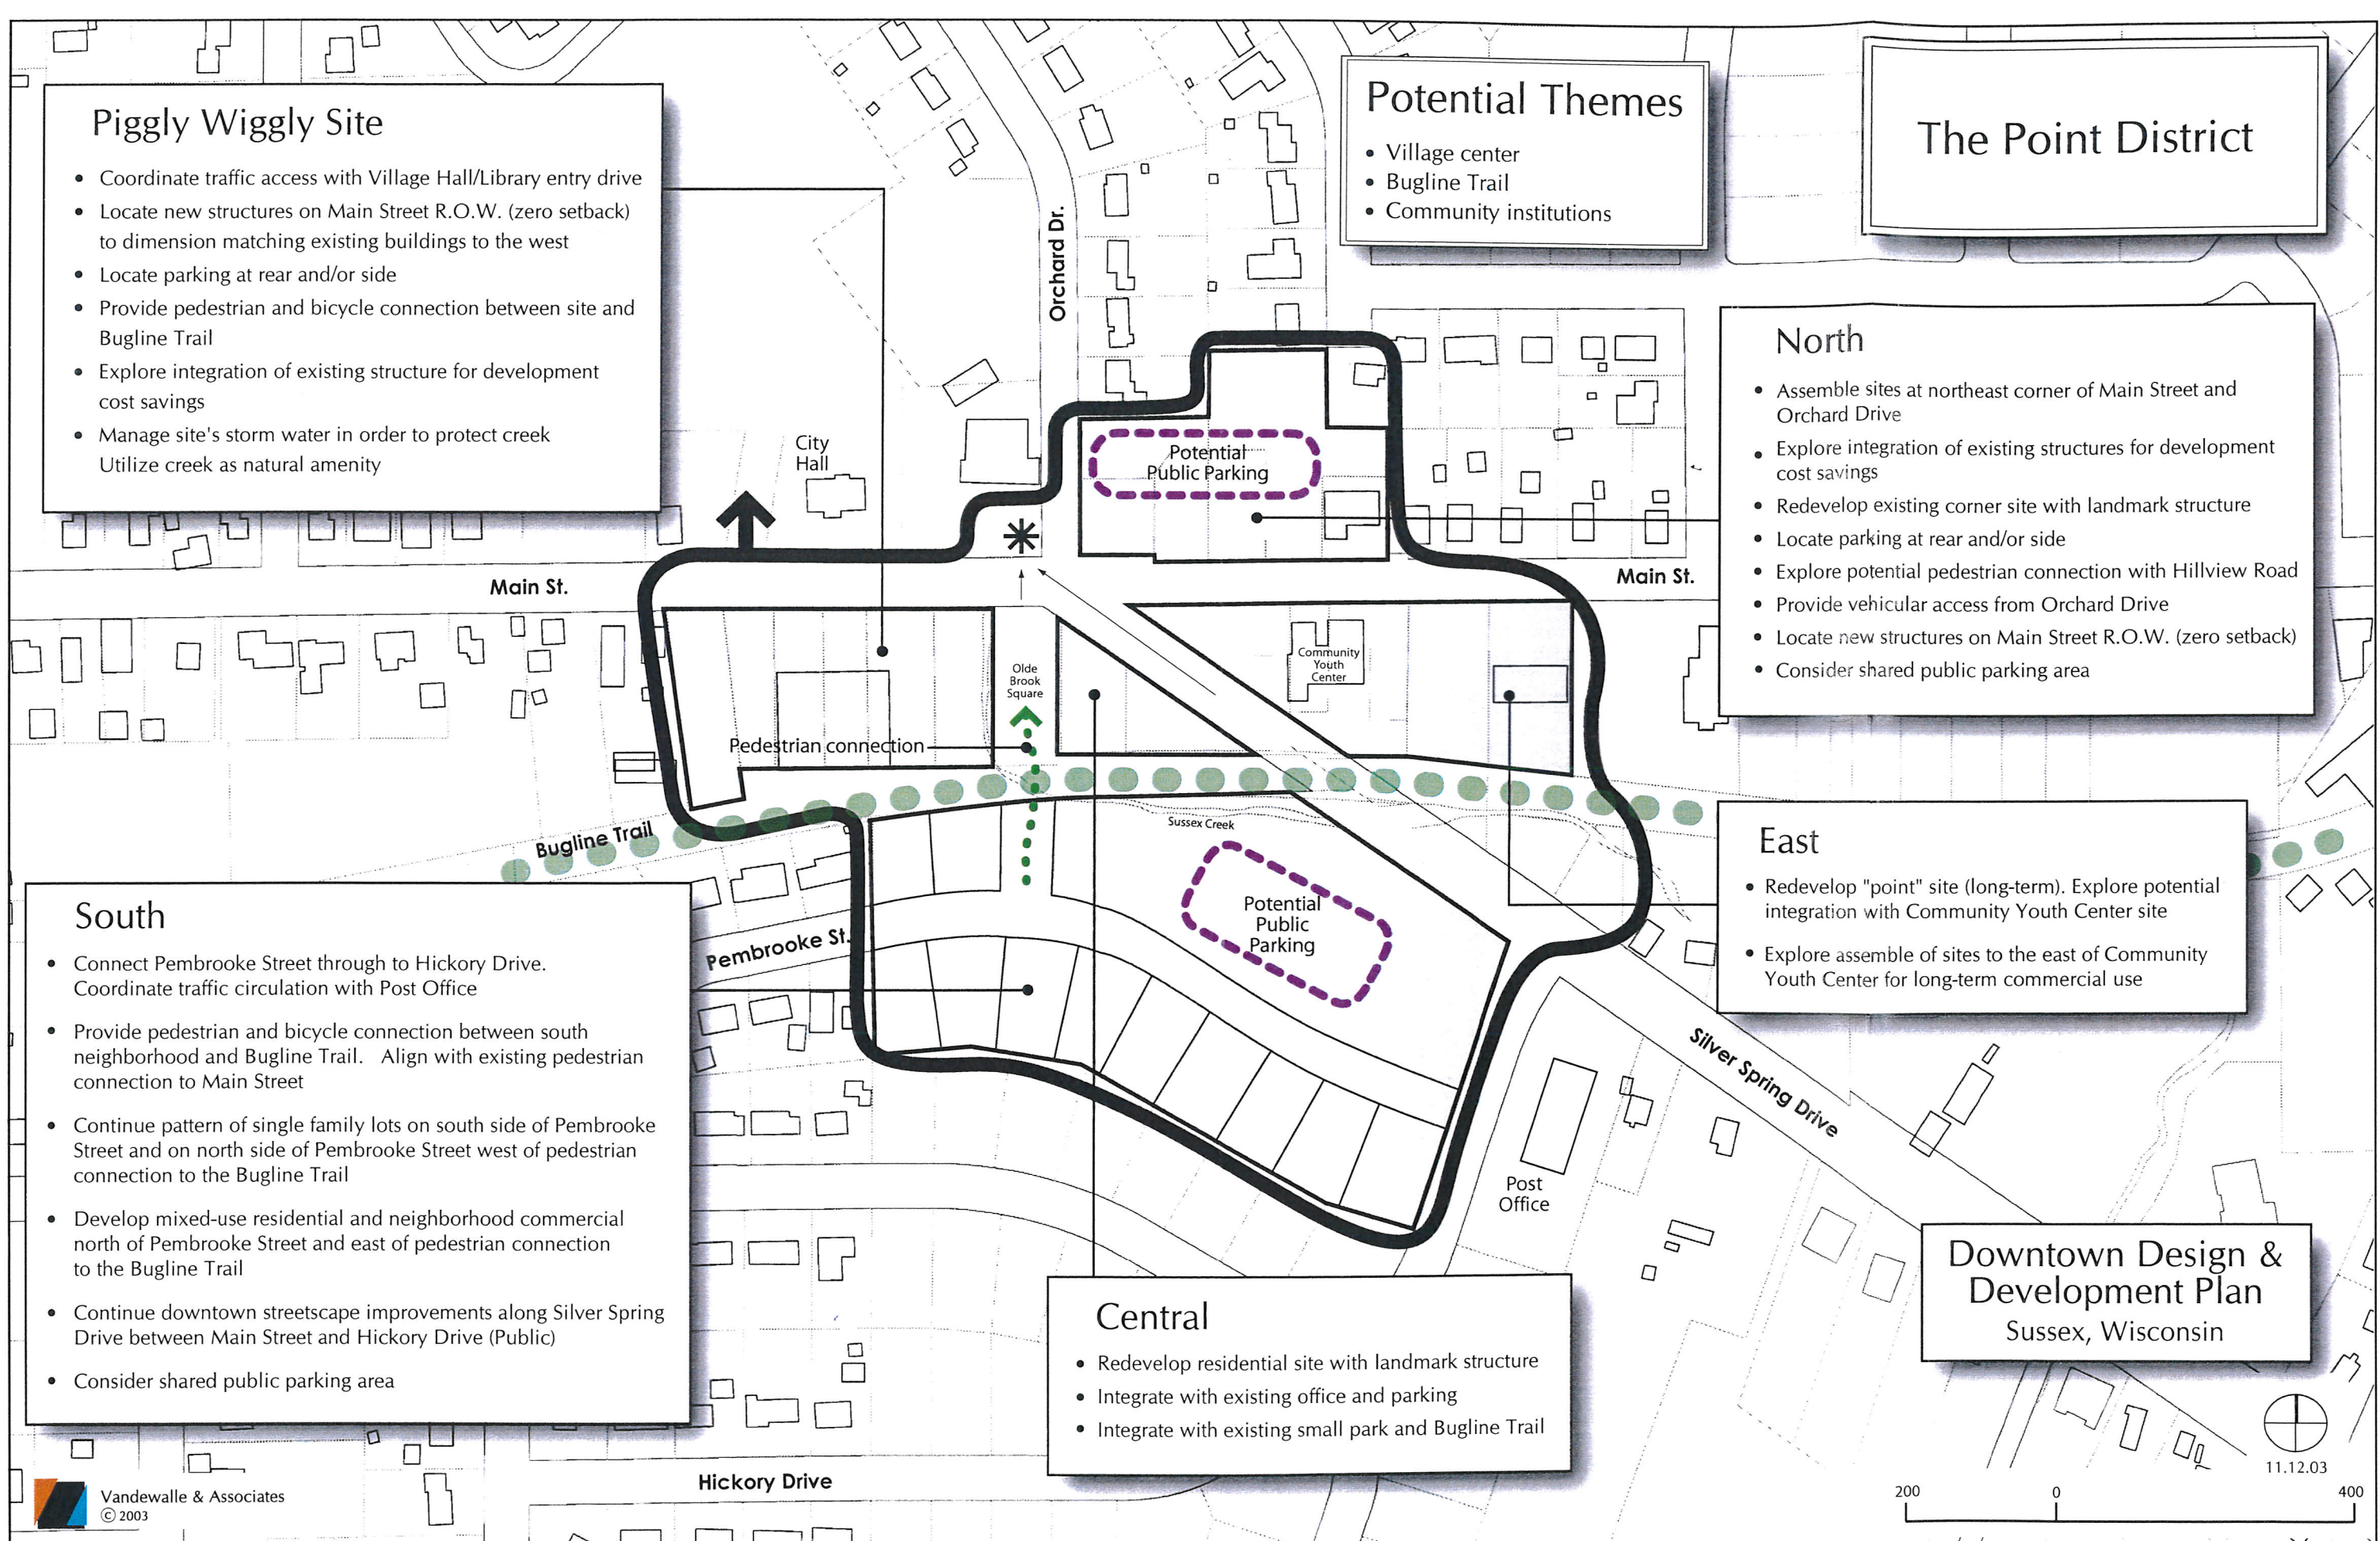 Piggly Wiggly Site
• Coordinate traffic access with Village Hall/Library entry drive
• Locate new structures on Main Street R.O.W. (zero setback)
to dimension matching existing buildings to the west
• Locate parking at rear and/or side
• Provide pedestrian and bicycle connection between site and
Bugline Trail
• Explore integration of existing structure for development
cost savings
• Manage site's storm water in order to protect creek
Utilize creek as natural amenity
Potential Themes
• Village center
• Bugline Trail
• Community institutions
The Point District
North
• Assemble sites at northeast corner of Main Street and
Orchard Drive
• Explore integration of existing structures for development
cost savings
• Redevelop existing corner site with landmark structure
• Locate parking at rear and/or side
• Explore potential pedestrian connection with Hillview Road
• Provide vehicular access from Orchard Drive
• Locate new structures on Main Street R.O.W. (zero setback)
• Consider shared public parking area
Orchard Dr.
City
Hall
Potential
Public Parking
Main St.
Main St.
Olde
Brook
Square
Community
Youth
Center
Pedestrian connection
Bugline Trail
Sussex Creek
Pembrooke St.
Potential
Public
Parking
East
• Redevelop "point" site (long-term). Explore potential
integration with Community Youth Center site
• Explore assemble of sites to the east of Community
Youth Center for long-term commercial use
South
• Connect Pembrooke Street through to Hickory Drive.
Coordinate traffic circulation with Post Office
• Provide pedestrian and bicycle connection between south
neighborhood and Bugline Trail. Align with existing pedestrian
connection to Main Street
• Continue pattern of single family lots on south side of Pembrooke
Street and on north side of Pembrooke Street west of pedestrian
connection to the Bugline Trail
• Develop mixed-use residential and neighborhood commercial
north of Pembrooke Street and east of pedestrian connection
to the Bugline Trail
• Continue downtown streetscape improvements along Silver Spring
Drive between Main Street and Hickory Drive (Public)
• Consider shared public parking area
Silver Spring Drive
Post
Office
Central
• Redevelop residential site with landmark structure
• Integrate with existing office and parking
• Integrate with existing small park and Bugline Trail
Downtown Design &
Development Plan
Sussex, Wisconsin
Hickory Drive
Vandewalle & Associates
© 2003
11.12.03
200 0 400